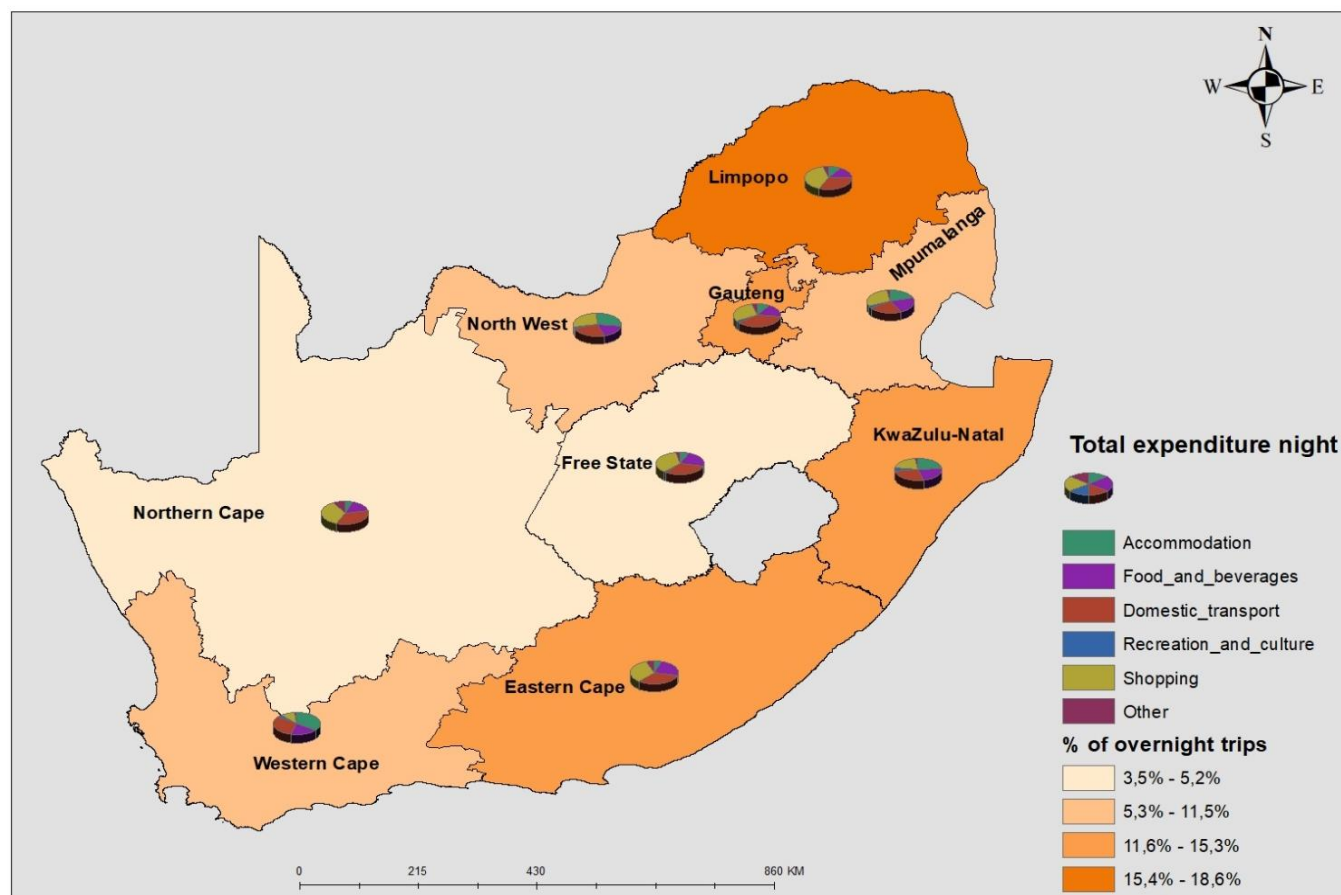 N
W E
S
Limpopo
Mpumalanga
Gauteng
North West
KwaZulu-Natal
Free State
Northern Cape
Eastern Cape
Western Cape
Total expenditure night
Accommodation
Food_and_beverages
Domestic_transport
Recreation_and_culture
Shopping
Other
% of overnight trips
3,5% - 5,2%
5,3% - 11,5%
11,6% - 15,3%
15,4% - 18,6%
0 215 430 860 KM